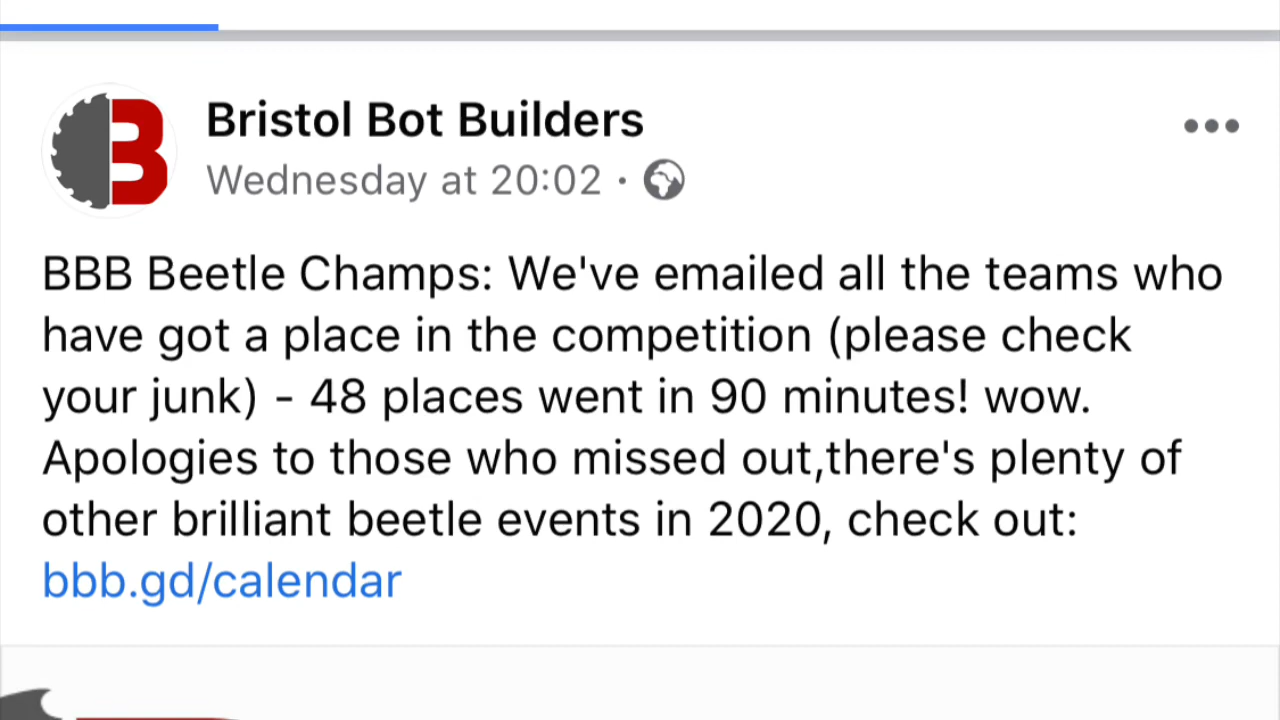 Bristol Bot Builders
Wednesday at 20:02 ·
BBB Beetle Champs: We've emailed all the teams who
have got a place in the competition (please check
your junk) - 48 places went in 90 minutes! wow.
Apologies to those who missed out,there's plenty of
other brilliant beetle events in 2020, check out:
bbb.gd/calendar